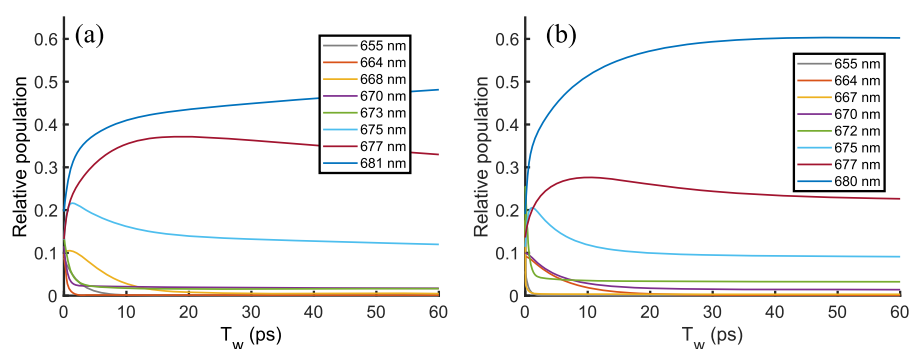 (a)
Relative population
0.6
0.5
0.4
0.3
0.2
0.1
0
0 10 20 30 40 50 60
T_w (ps)
655 nm
664 nm
668 nm
670 nm
673 nm
675 nm
677 nm
681 nm
(b)
Relative population
0.6
0.5
0.4
0.3
0.2
0.1
0
0 10 20 30 40 50 60
T_w (ps)
655 nm
664 nm
667 nm
670 nm
672 nm
675 nm
677 nm
680 nm